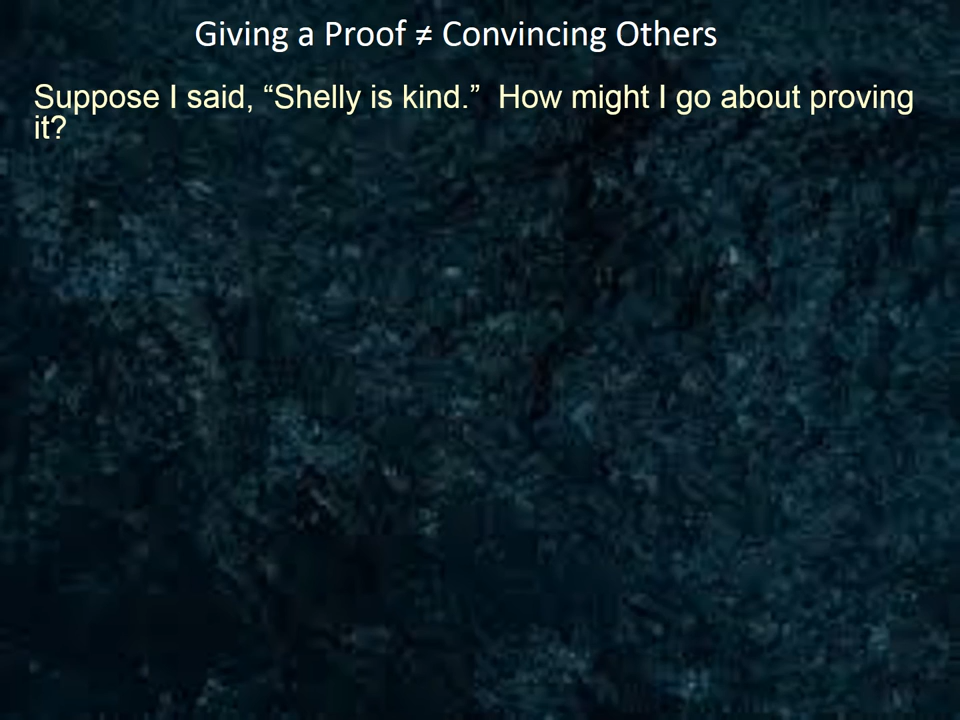 Giving a Proof ≠ Convincing Others
Suppose I said, “Shelly is kind.”  How might I go about proving
it?